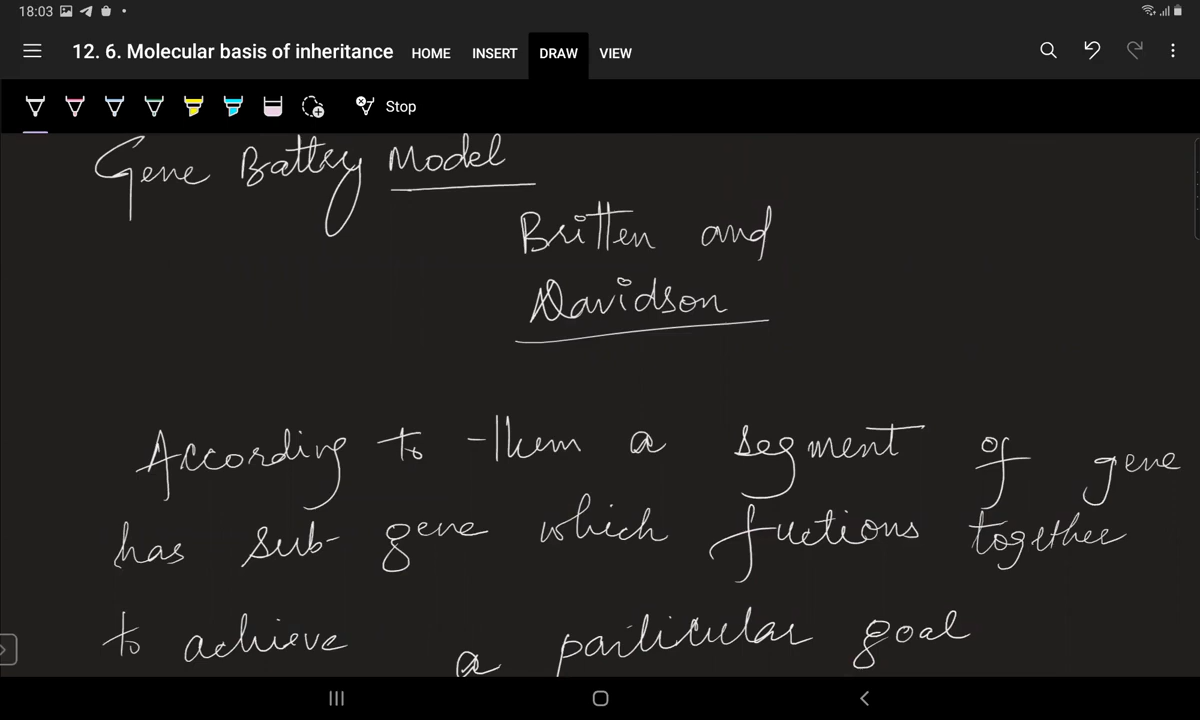 18:03
12. 6. Molecular basis of inheritance HOME INSERT DRAW VIEW
Stop
Gene Battery Model
Britten and
Davidson
According to them a segment of gene
has sub- gene which fuctions together
to achieve a particular goal